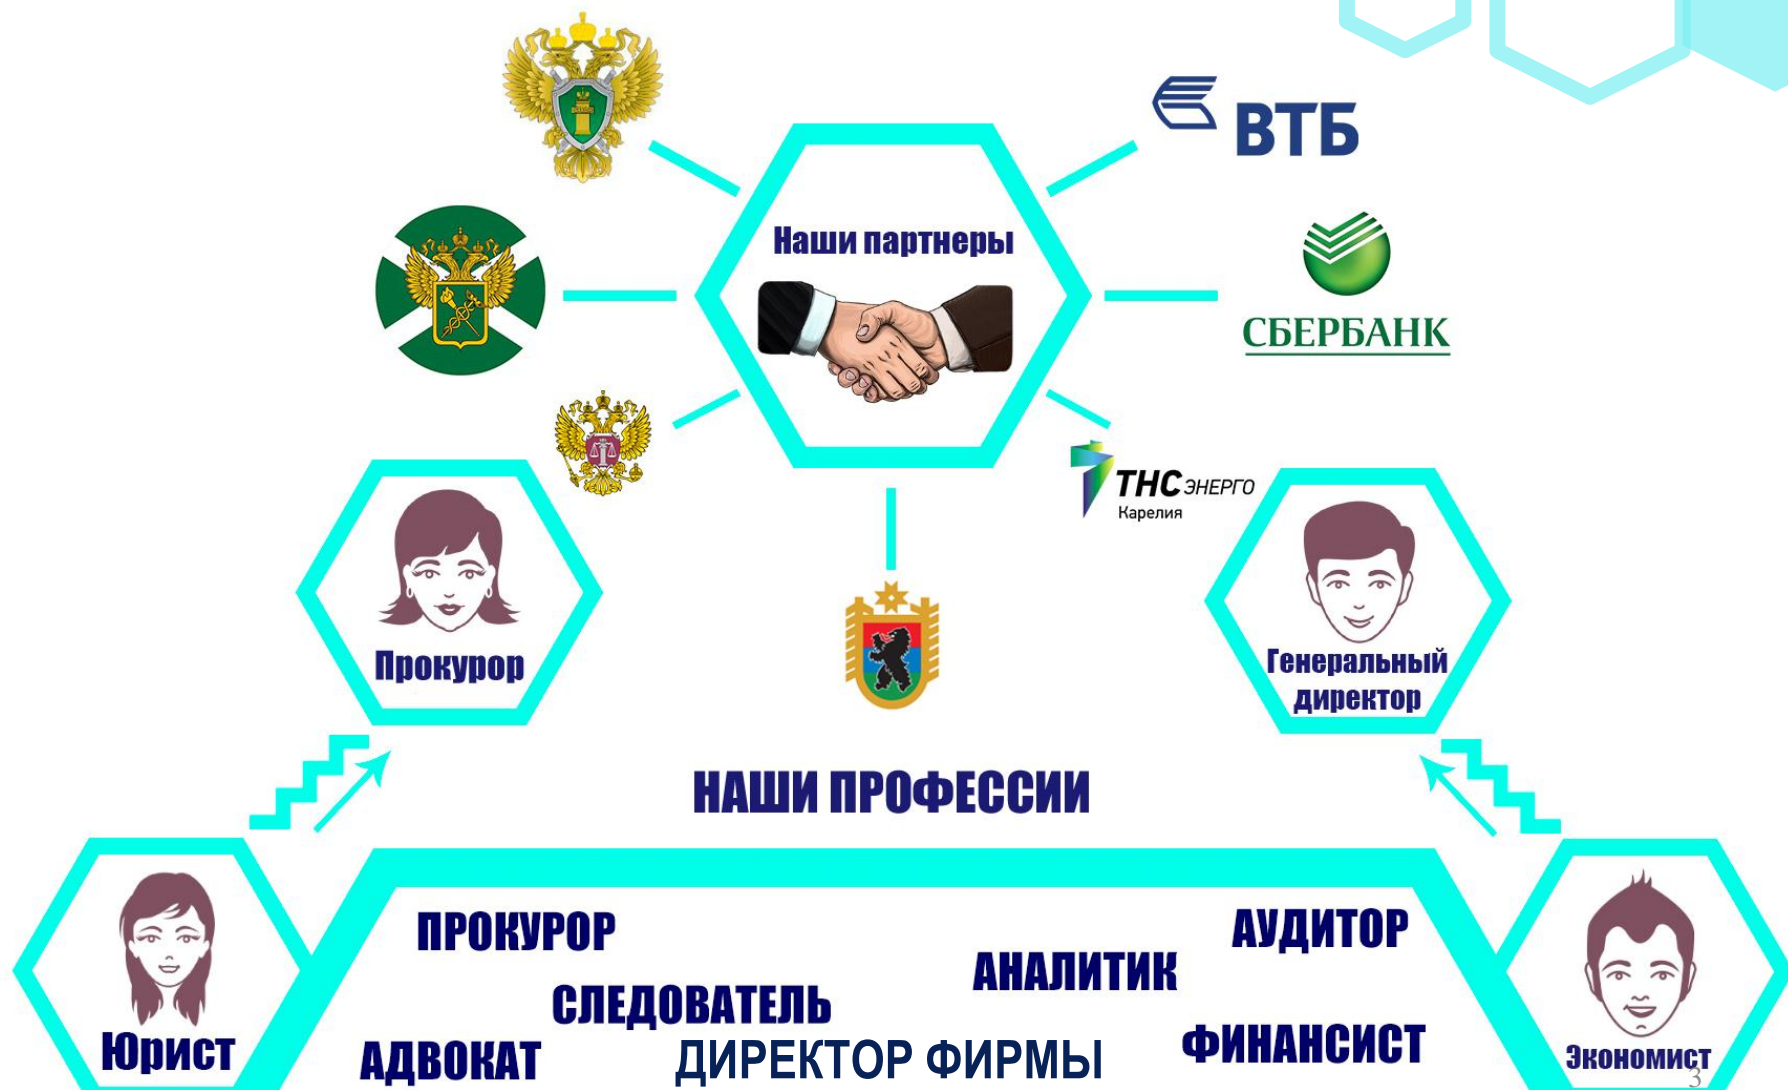 ВТБ
Наши партнеры
СБЕРБАНК
ТНС ЭНЕРГО
Карелия
Прокурор
Генеральный
директор
НАШИ ПРОФЕССИИ
ПРОКУРОР
АУДИТОР
АНАЛИТИК
СЛЕДОВАТЕЛЬ
Юрист
АДВОКАТ
ДИРЕКТОР ФИРМЫ
ФИНАНСИСТ
Экономист
3